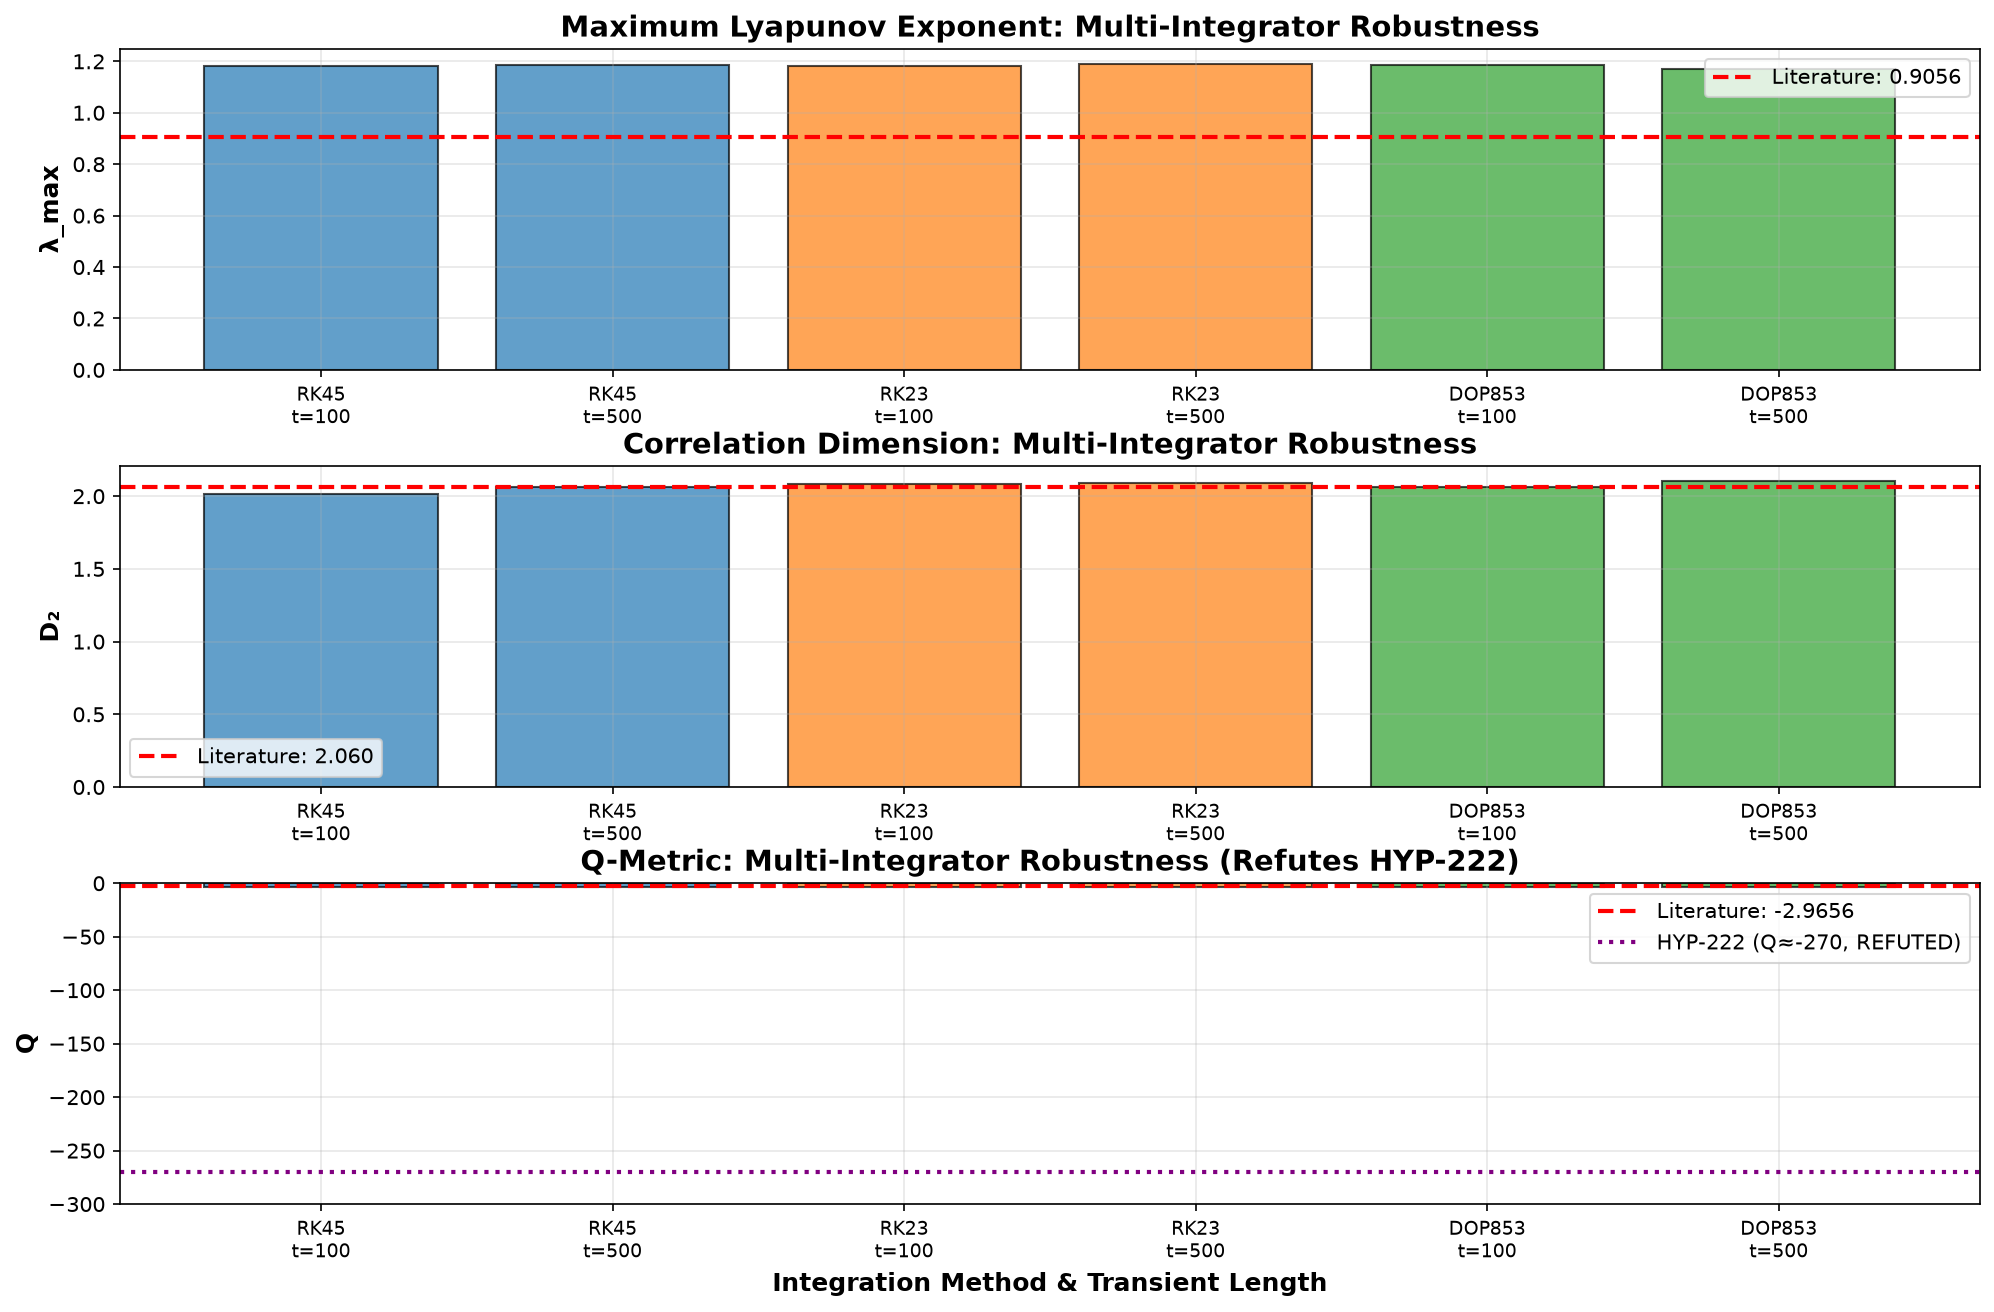 Maximum Lyapunov Exponent: Multi-Integrator Robustness
1.2
1.0
0.8
0.6
0.4
0.2
0.0
λ_max
Literature: 0.9056
RK45
t=100
RK45
t=500
RK23
t=100
RK23
t=500
DOP853
t=100
DOP853
t=500
Correlation Dimension: Multi-Integrator Robustness
2.0
1.5
1.0
0.5
0.0
D₂
Literature: 2.060
RK45
t=100
RK45
t=500
RK23
t=100
RK23
t=500
DOP853
t=100
DOP853
t=500
Q-Metric: Multi-Integrator Robustness (Refutes HYP-222)
0
−50
−100
−150
−200
−250
−300
Q
Literature: -2.9656
HYP-222 (Q≈-270, REFUTED)
RK45
t=100
RK45
t=500
RK23
t=100
RK23
t=500
DOP853
t=100
DOP853
t=500
Integration Method & Transient Length